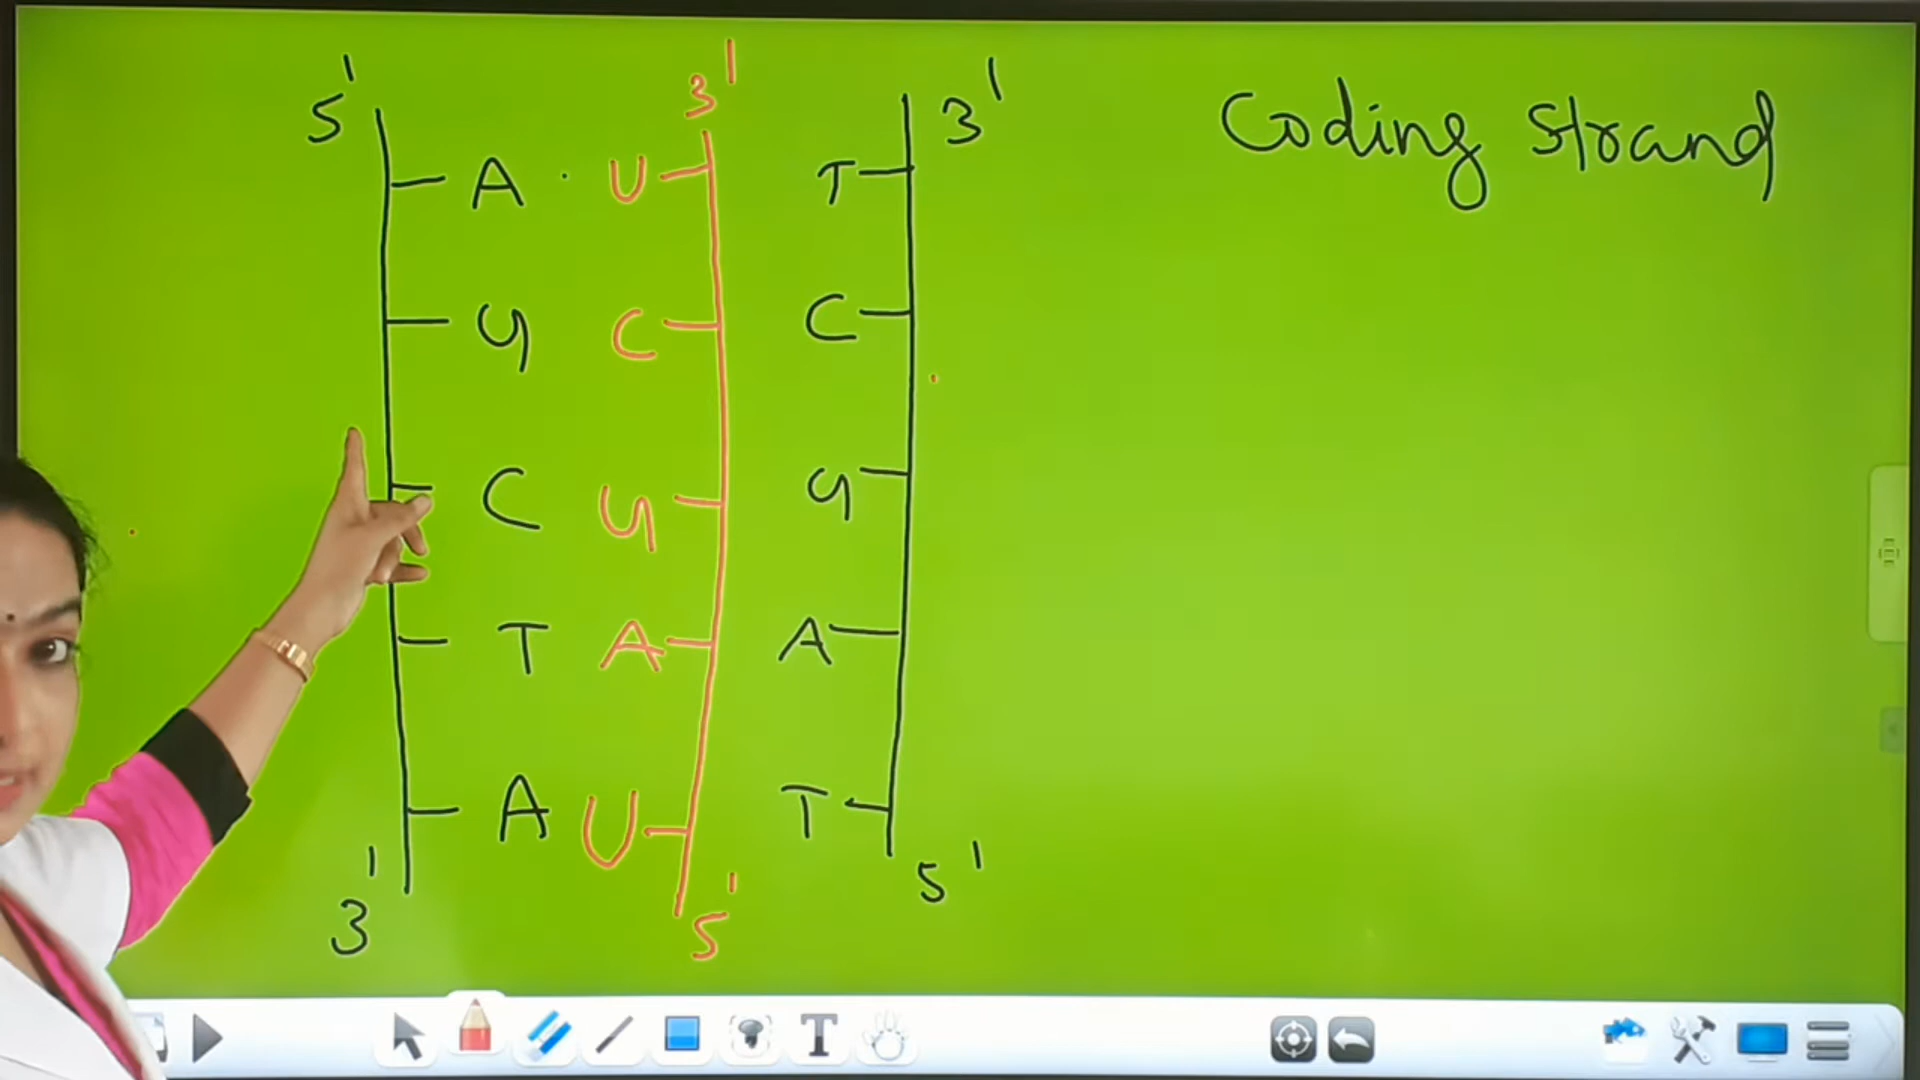 5' 3' 3' Coding strand
A . U T
G C C
C G G
T A A
A U T
3' 5' 5'
T